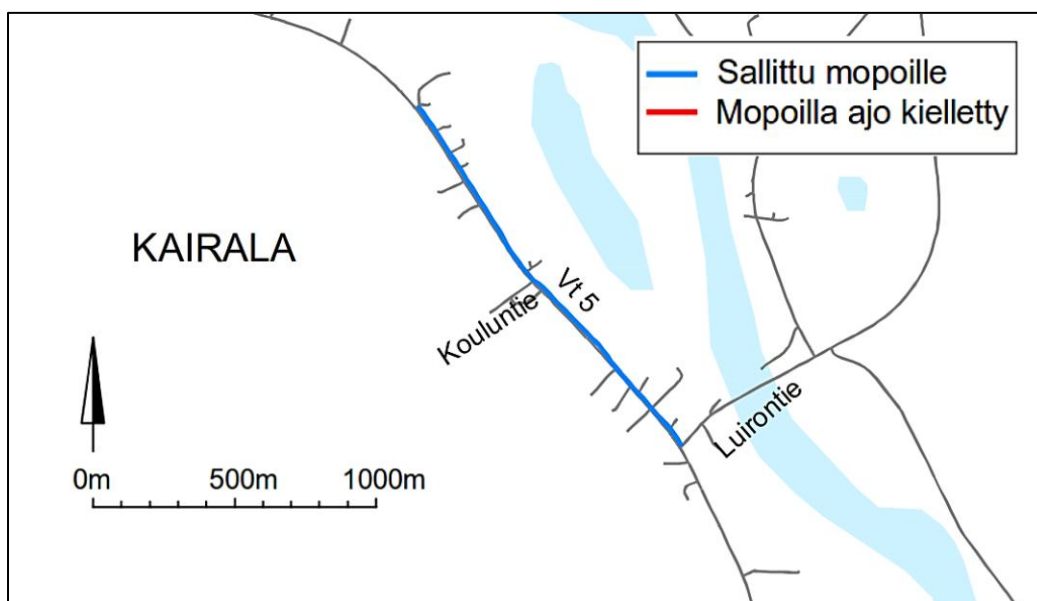 Sallittu mopoille
Mopoilla ajo kielletty
KAIRALA
Vt 5
Kouluntie
Luirontie
0m 500m 1000m